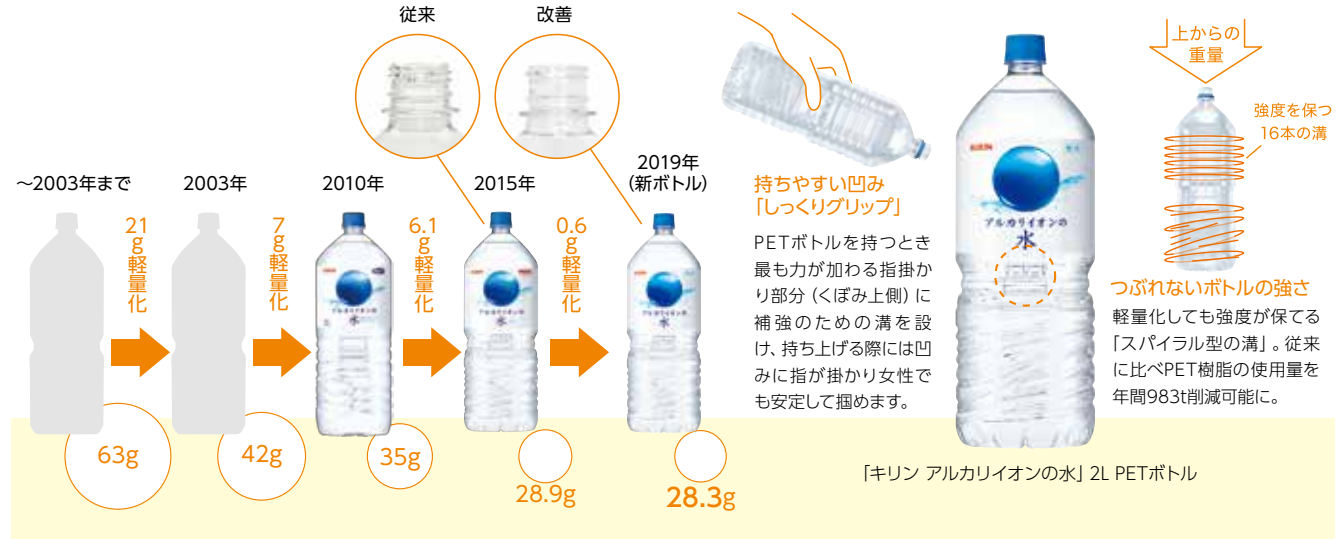 従来
改善
～2003年まで
2003年
2010年
2015年
2019年
（新ボトル）
21g軽量化
7g軽量化
6.1g軽量化
0.6g軽量化
63g
42g
35g
28.9g
28.3g
持ちやすい凹み
「しっくりグリップ」
PETボトルを持つとき
最も力が加わる指掛か
り部分（くぼみ上側）に
補強のための溝を設
け、持ち上げる際には凹
みに指が掛かり女性で
も安定して掴めます。
KIRIN
アルカリイオンの
水
上からの
重量
強度を保つ
16本の溝
つぶれないボトルの強さ
軽量化しても強度が保てる
「スパイラル型の溝」。従来
に比べPET樹脂の使用量を
年間983t削減可能に。
「キリン アルカリイオンの水」 2L PETボトル